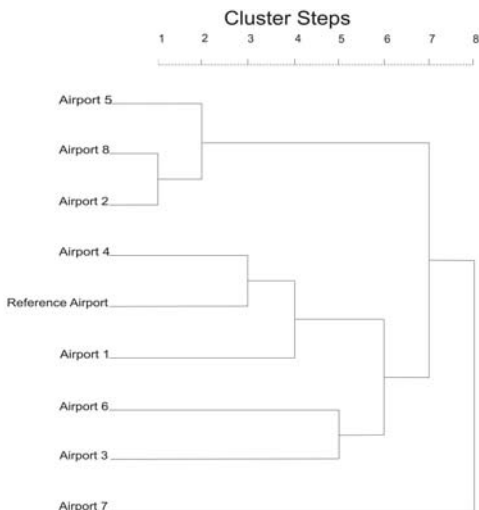 Cluster Steps
1 2 3 4 5 6 7 8
Airport 5
Airport 8
Airport 2
Airport 4
Reference Airport
Airport 1
Airport 6
Airport 3
Airport 7